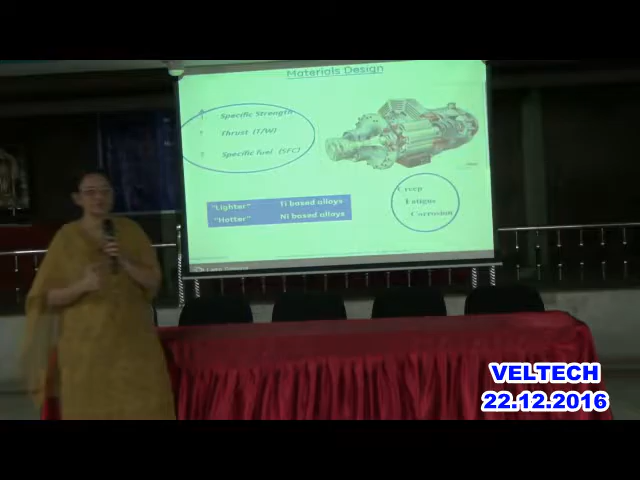 Materials Design
Specific Strength
Thrust (T/W)
Specific fuel (SFC)
"Lighter" Ti based alloys
"Hotter" Ni based alloys
Creep
Fatigue
Corrosion
VELTECH
22.12.2016